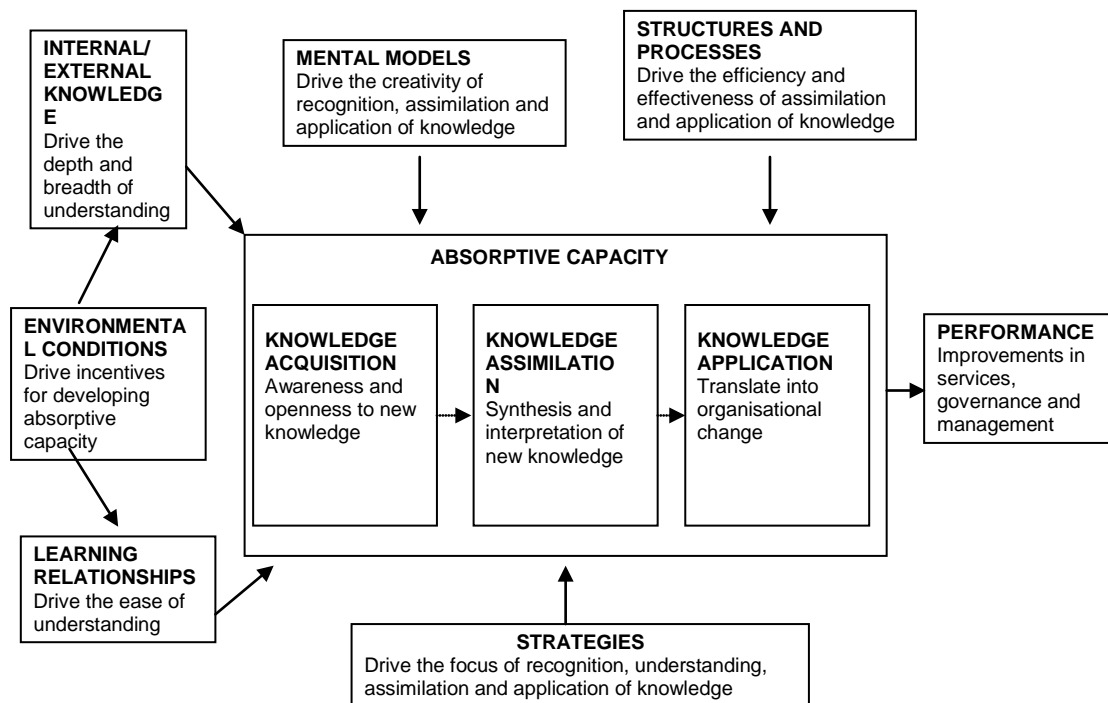 INTERNAL/
EXTERNAL
KNOWLEDG
E
Drive the
depth and
breadth of
understanding
MENTAL MODELS
Drive the creativity of
recognition, assimilation and
application of knowledge
STRUCTURES AND
PROCESSES
Drive the efficiency and
effectiveness of assimilation
and application of knowledge
ENVIRONMENTA
L CONDITIONS
Drive incentives
for developing
absorptive
capacity
ABSORPTIVE CAPACITY
KNOWLEDGE
ACQUISITION
Awareness and
openness to new
knowledge
KNOWLEDGE
ASSIMILATIO
N
Synthesis and
interpretation of
new knowledge
KNOWLEDGE
APPLICATION
Translate into
organisational
change
PERFORMANCE
Improvements in
services,
governance and
management
LEARNING
RELATIONSHIPS
Drive the ease of
understanding
STRATEGIES
Drive the focus of recognition, understanding,
assimilation and application of knowledge